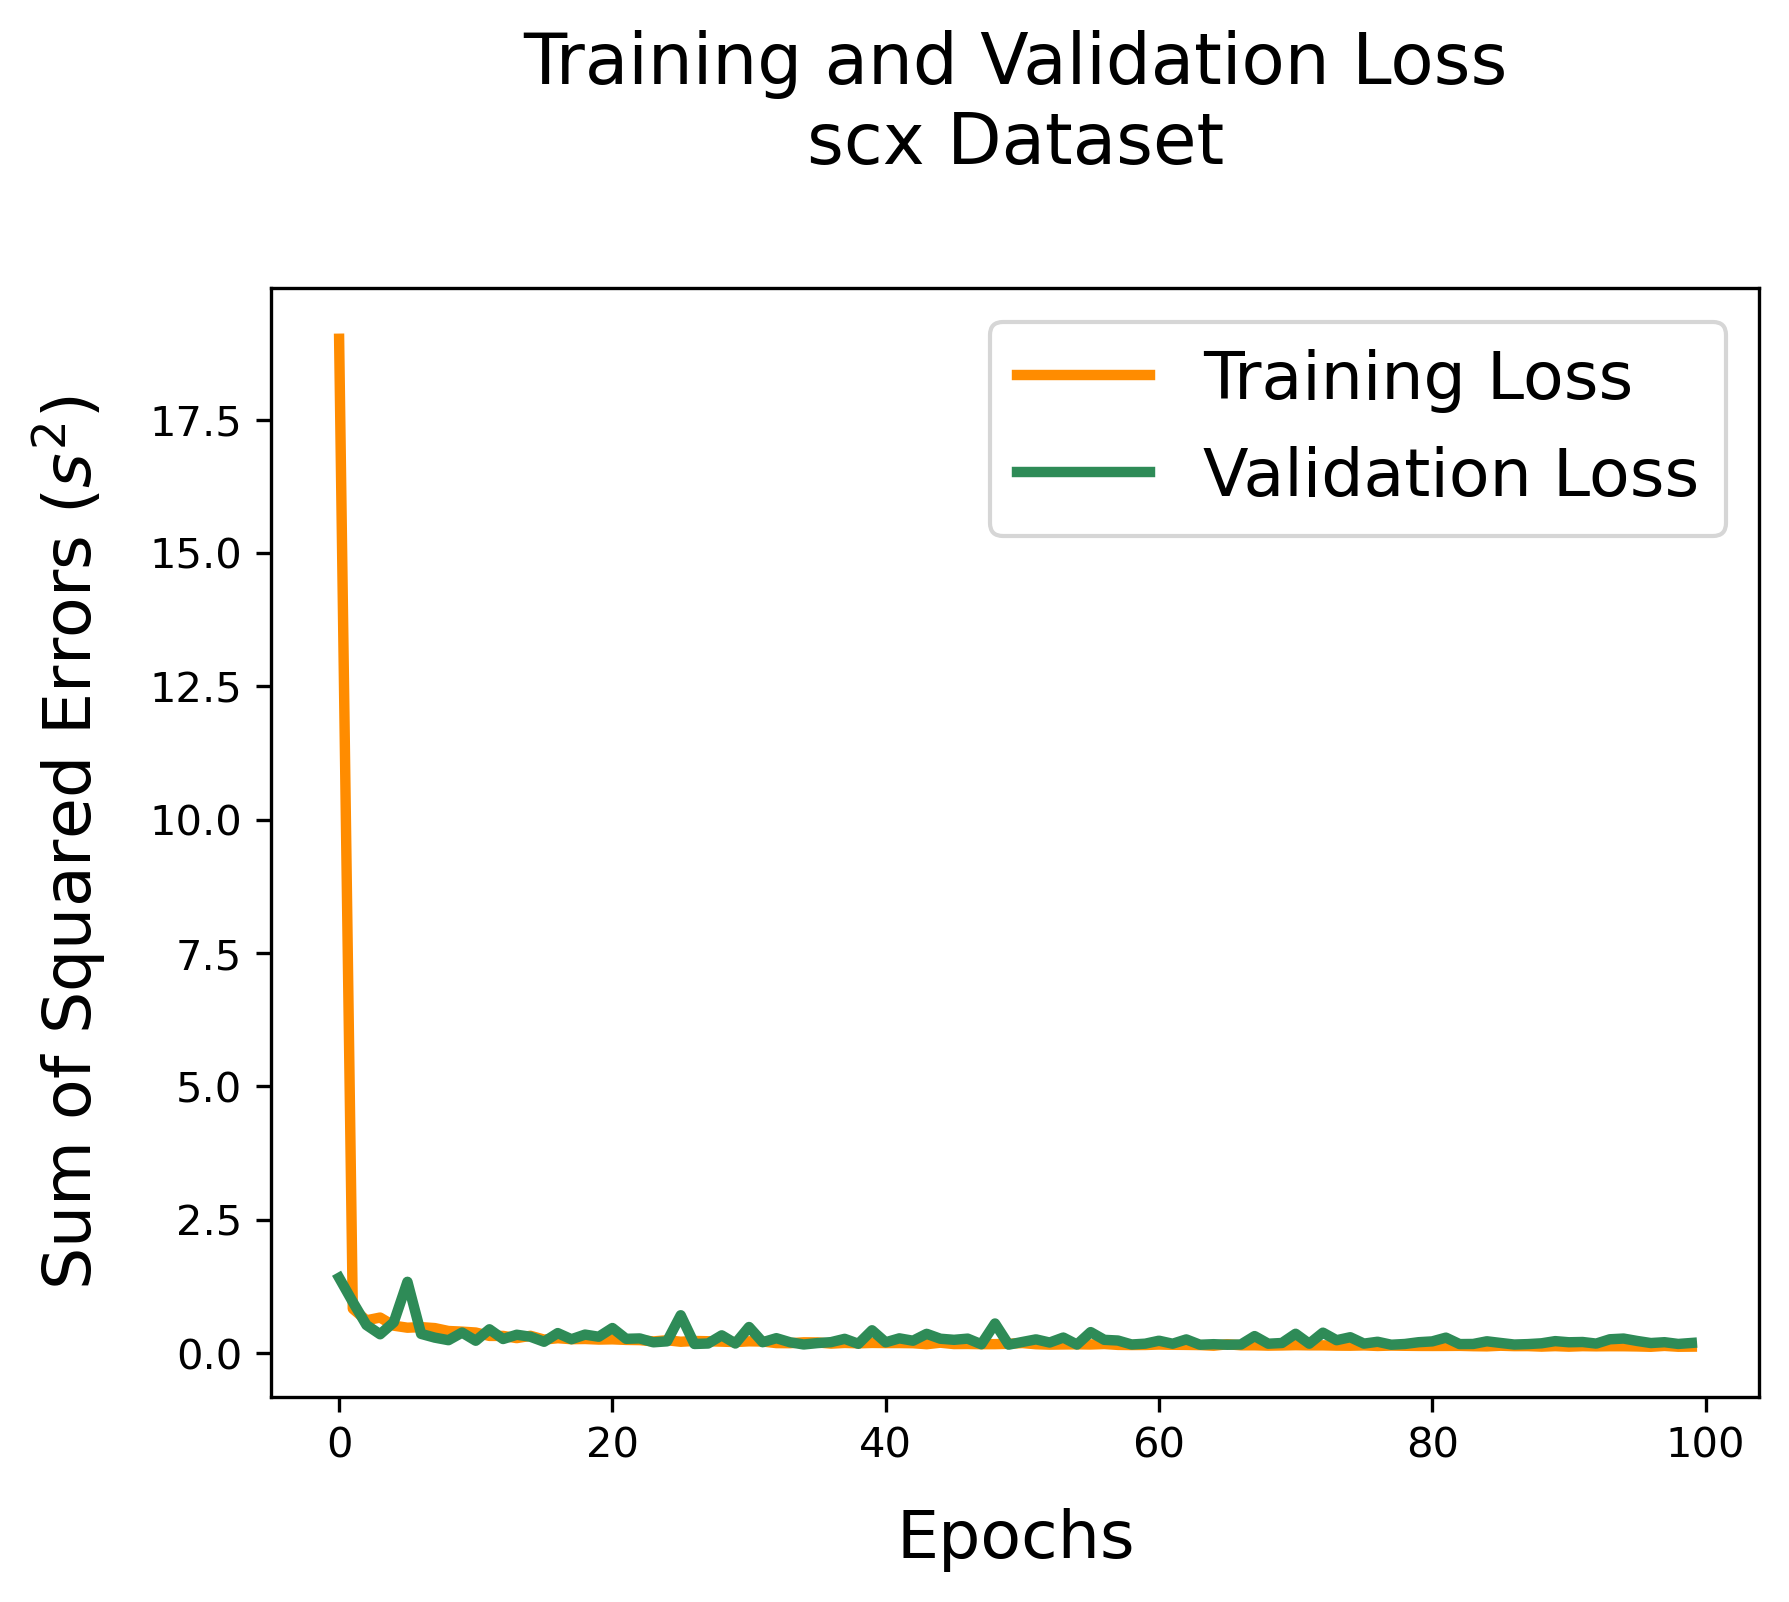 Training and Validation Loss
scx Dataset
Training Loss
Validation Loss
Sum of Squared Errors (s²)
17.5
15.0
12.5
10.0
7.5
5.0
2.5
0.0
0 20 40 60 80 100
Epochs